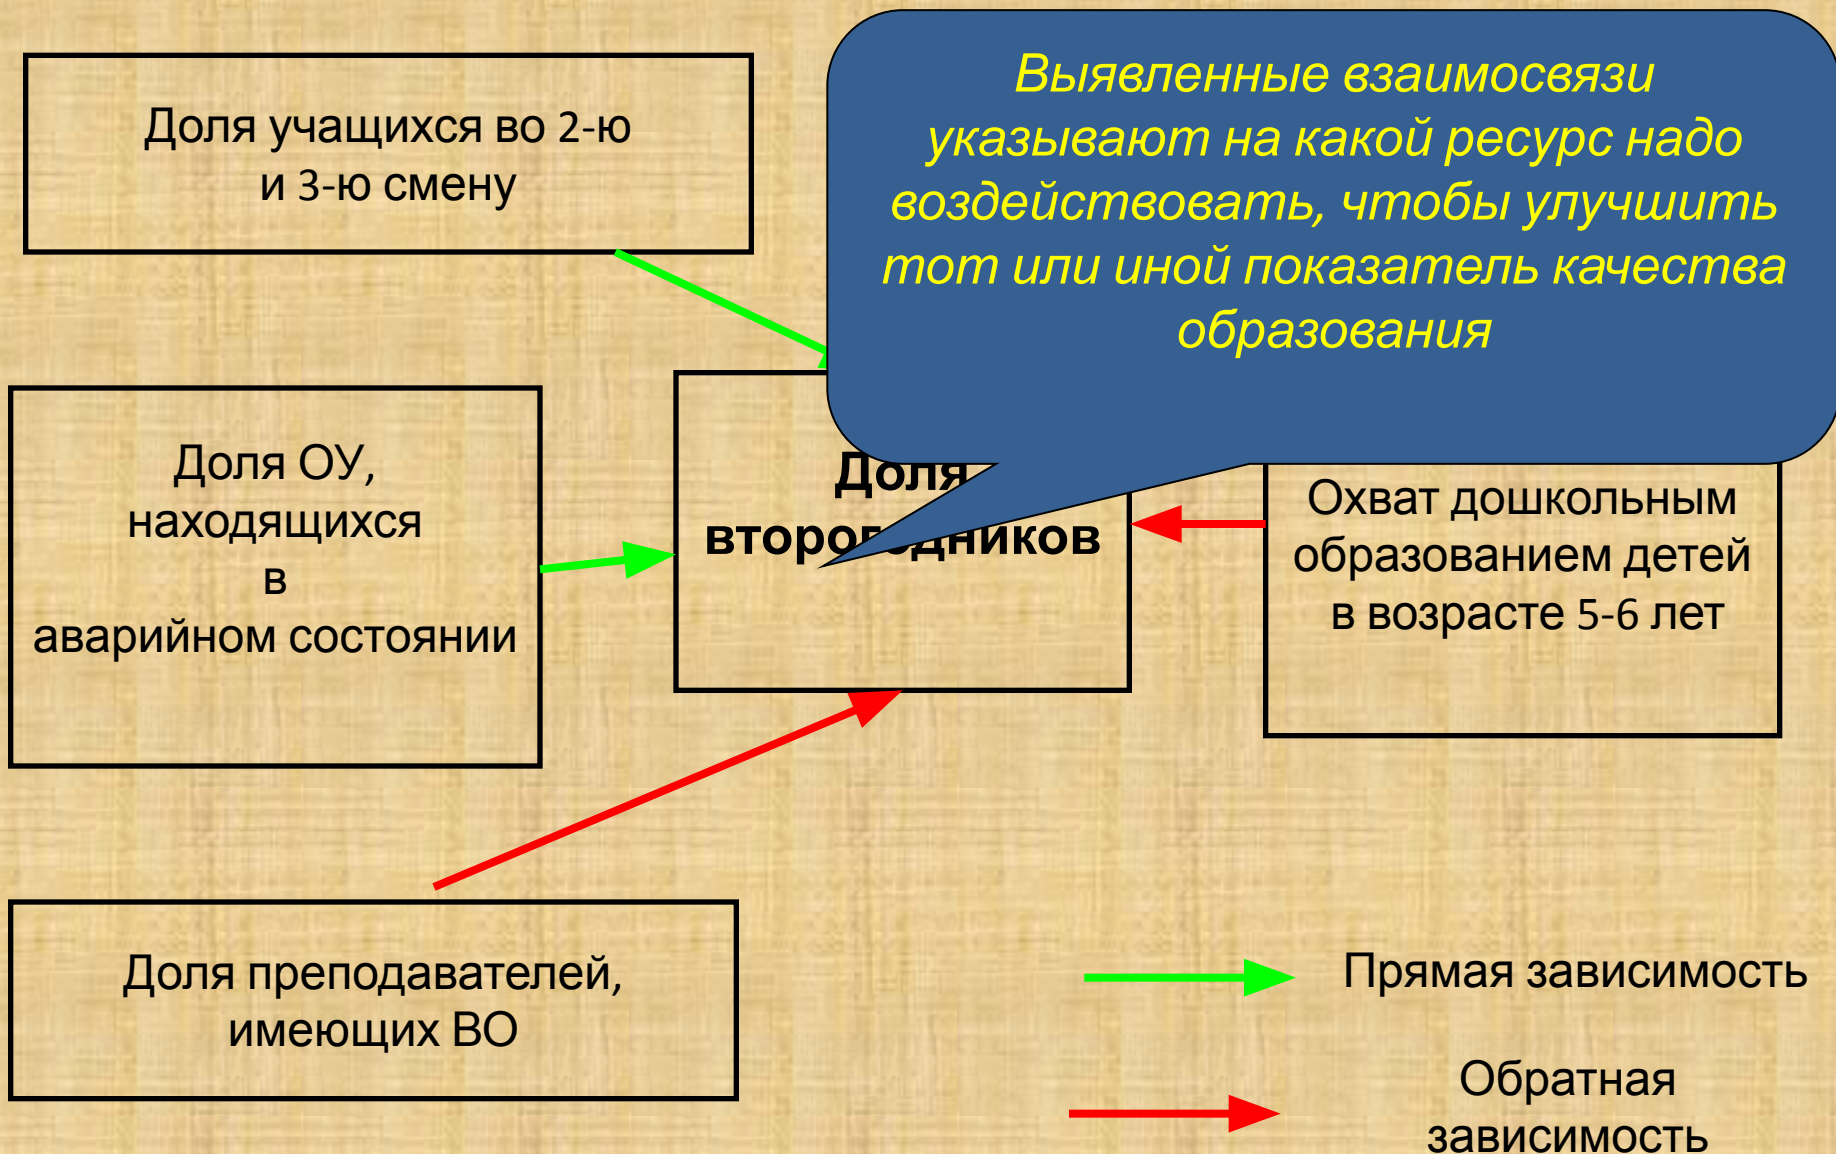 Доля учащихся во 2-ю
и 3-ю смену
Выявленные взаимосвязи
указывают на какой ресурс надо
воздействовать, чтобы улучшить
тот или иной показатель качества
образования
Доля ОУ,
находящихся
в
аварийном состоянии
Доля
второгодников
Охват дошкольным
образованием детей
в возрасте 5-6 лет
Доля преподавателей,
имеющих ВО
Прямая зависимость
Обратная
зависимость